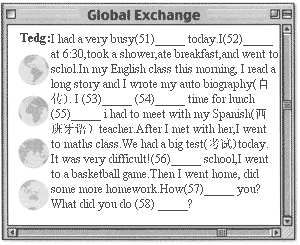 Global Exchange
Tedg:I had a very busy(51)_____ today.I(52)_____
at 6:30,took a shower,ate breakfast,and went to
schol.In my English class this morning, I read a
long story and I wrote my auto biography(自
传). I (53)_____ (54)_____ time for lunch
(55)_____ i had to meet with my Spanish(西
班牙语) teacher.After I met with her,I went
to maths class.We had a big test(考试)today.
It was very difficult!(56)_____ school,I went
to a basketball game.Then I went home, did
some more homework.How(57)_____ you?
What did you do (58) _____?